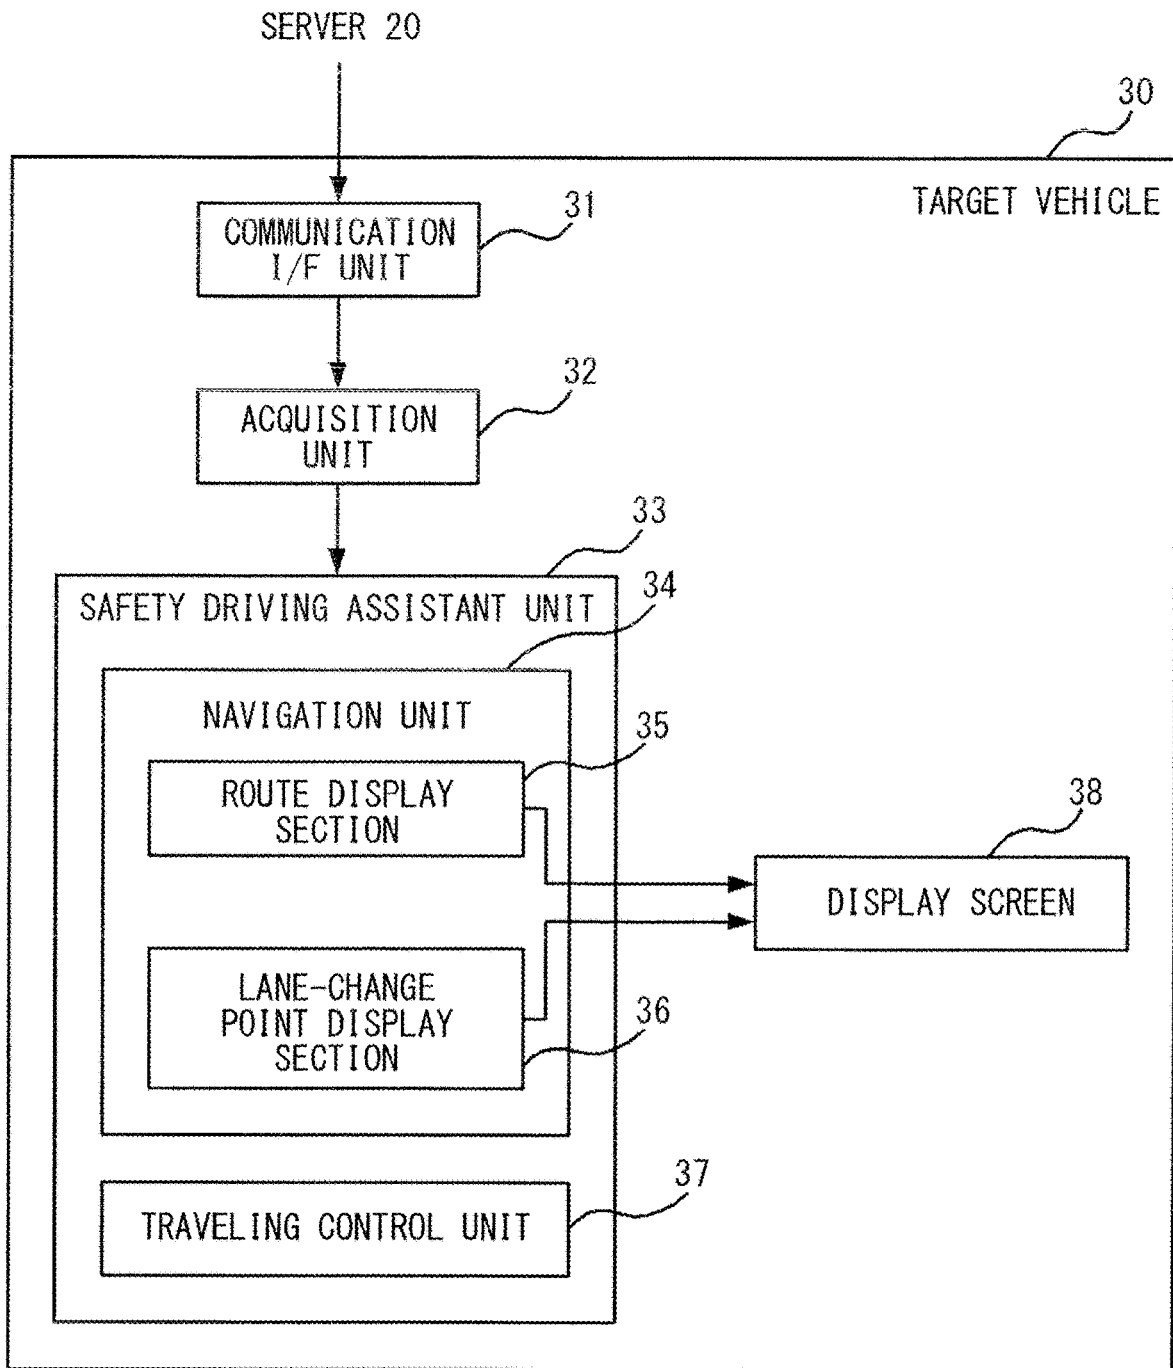 SERVER 20
30
TARGET VEHICLE
31
COMMUNICATION
I/F UNIT
32
ACQUISITION
UNIT
33
SAFETY DRIVING ASSISTANT UNIT
34
NAVIGATION UNIT
35
ROUTE DISPLAY
SECTION
38
DISPLAY SCREEN
LANE-CHANGE
POINT DISPLAY
SECTION
36
37
TRAVELING CONTROL UNIT